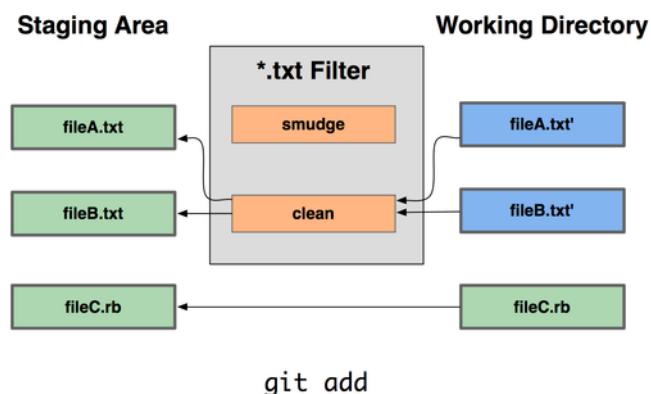 Staging Area
Working Directory
*.txt Filter
smudge
clean
fileA.txt
fileB.txt
fileC.rb
fileA.txt'
fileB.txt'
fileC.rb
git add